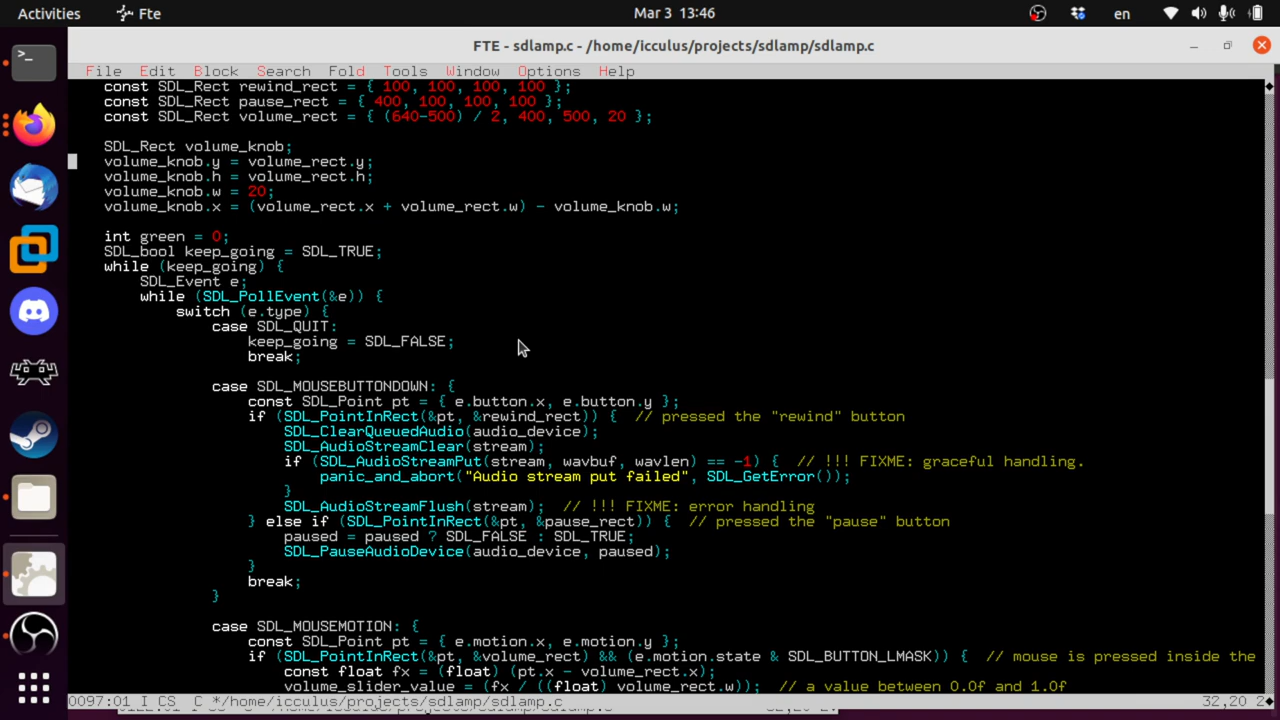 Activities Fte Mar 3 13:46 en
FTE - sdlamp.c - /home/icculus/projects/sdlamp/sdlamp.c
File Edit Block Search Fold Tools Window Options Help
const SDL_Rect rewind_rect = { 100, 100, 100, 100 };
const SDL_Rect pause_rect = { 400, 100, 100, 100 };
const SDL_Rect volume_rect = { (640-500) / 2, 400, 500, 20 };
SDL_Rect volume_knob;
volume_knob.y = volume_rect.y;
volume_knob.h = volume_rect.h;
volume_knob.w = 20;
volume_knob.x = (volume_rect.x + volume_rect.w) - volume_knob.w;
int green = 0;
SDL_bool keep_going = SDL_TRUE;
while (keep_going) {
SDL_Event e;
while (SDL_PollEvent(&e)) {
switch (e.type) {
case SDL_QUIT:
keep_going = SDL_FALSE;
break;
case SDL_MOUSEBUTTONDOWN: {
const SDL_Point pt = { e.button.x, e.button.y };
if (SDL_PointInRect(&pt, &rewind_rect)) { // pressed the "rewind" button
SDL_ClearQueuedAudio(audio_device);
SDL_AudioStreamClear(stream);
if (SDL_AudioStreamPut(stream, wavbuf, wavlen) == -1) { // !!! FIXME: graceful handling.
panic_and_abort("Audio stream put failed", SDL_GetError());
}
SDL_AudioStreamFlush(stream); // !!! FIXME: error handling
} else if (SDL_PointInRect(&pt, &pause_rect)) { // pressed the "pause" button
paused = paused ? SDL_FALSE : SDL_TRUE;
SDL_PauseAudioDevice(audio_device, paused);
}
break;
}
case SDL_MOUSEMOTION: {
const SDL_Point pt = { e.motion.x, e.motion.y };
if (SDL_PointInRect(&pt, &volume_rect) && (e.motion.state & SDL_BUTTON_LMASK)) { // mouse is pressed inside the
const float fx = (float) (pt.x - volume_rect.x);
volume_slider_value = (fx / ((float) volume_rect.w)); // a value between 0.0f and 1.0f
0097:01 I CS C */home/icculus/projects/sdlamp/sdlamp.c 32,20 2